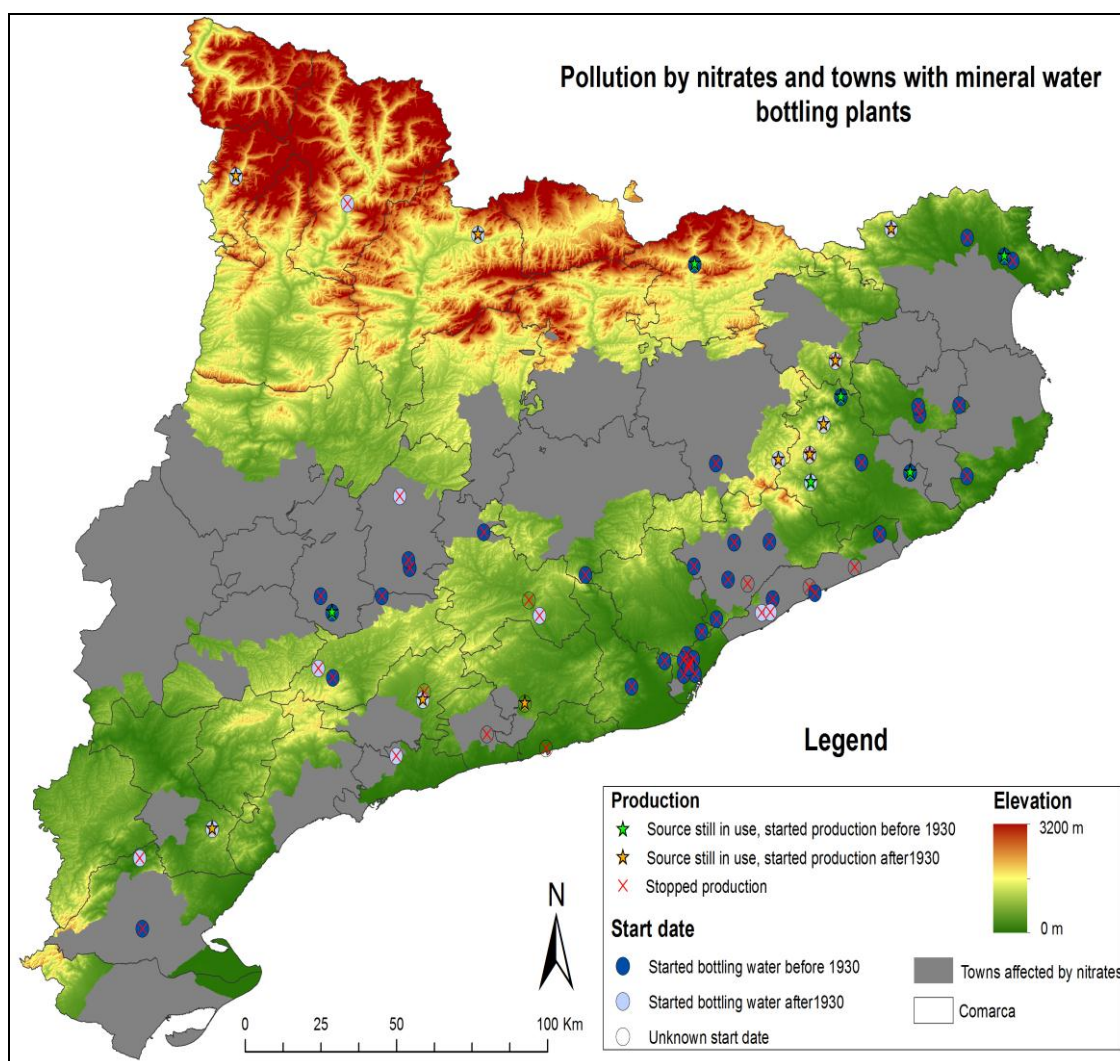 Pollution by nitrates and towns with mineral water
bottling plants
Legend
Production
Source still in use, started production before 1930
Source still in use, started production after1930
Stopped production
Start date
Started bottling water before 1930
Started bottling water after1930
Unknown start date
Elevation
3200 m
0 m
Towns affected by nitrates
Comarca
N
0 25 50 100 Km